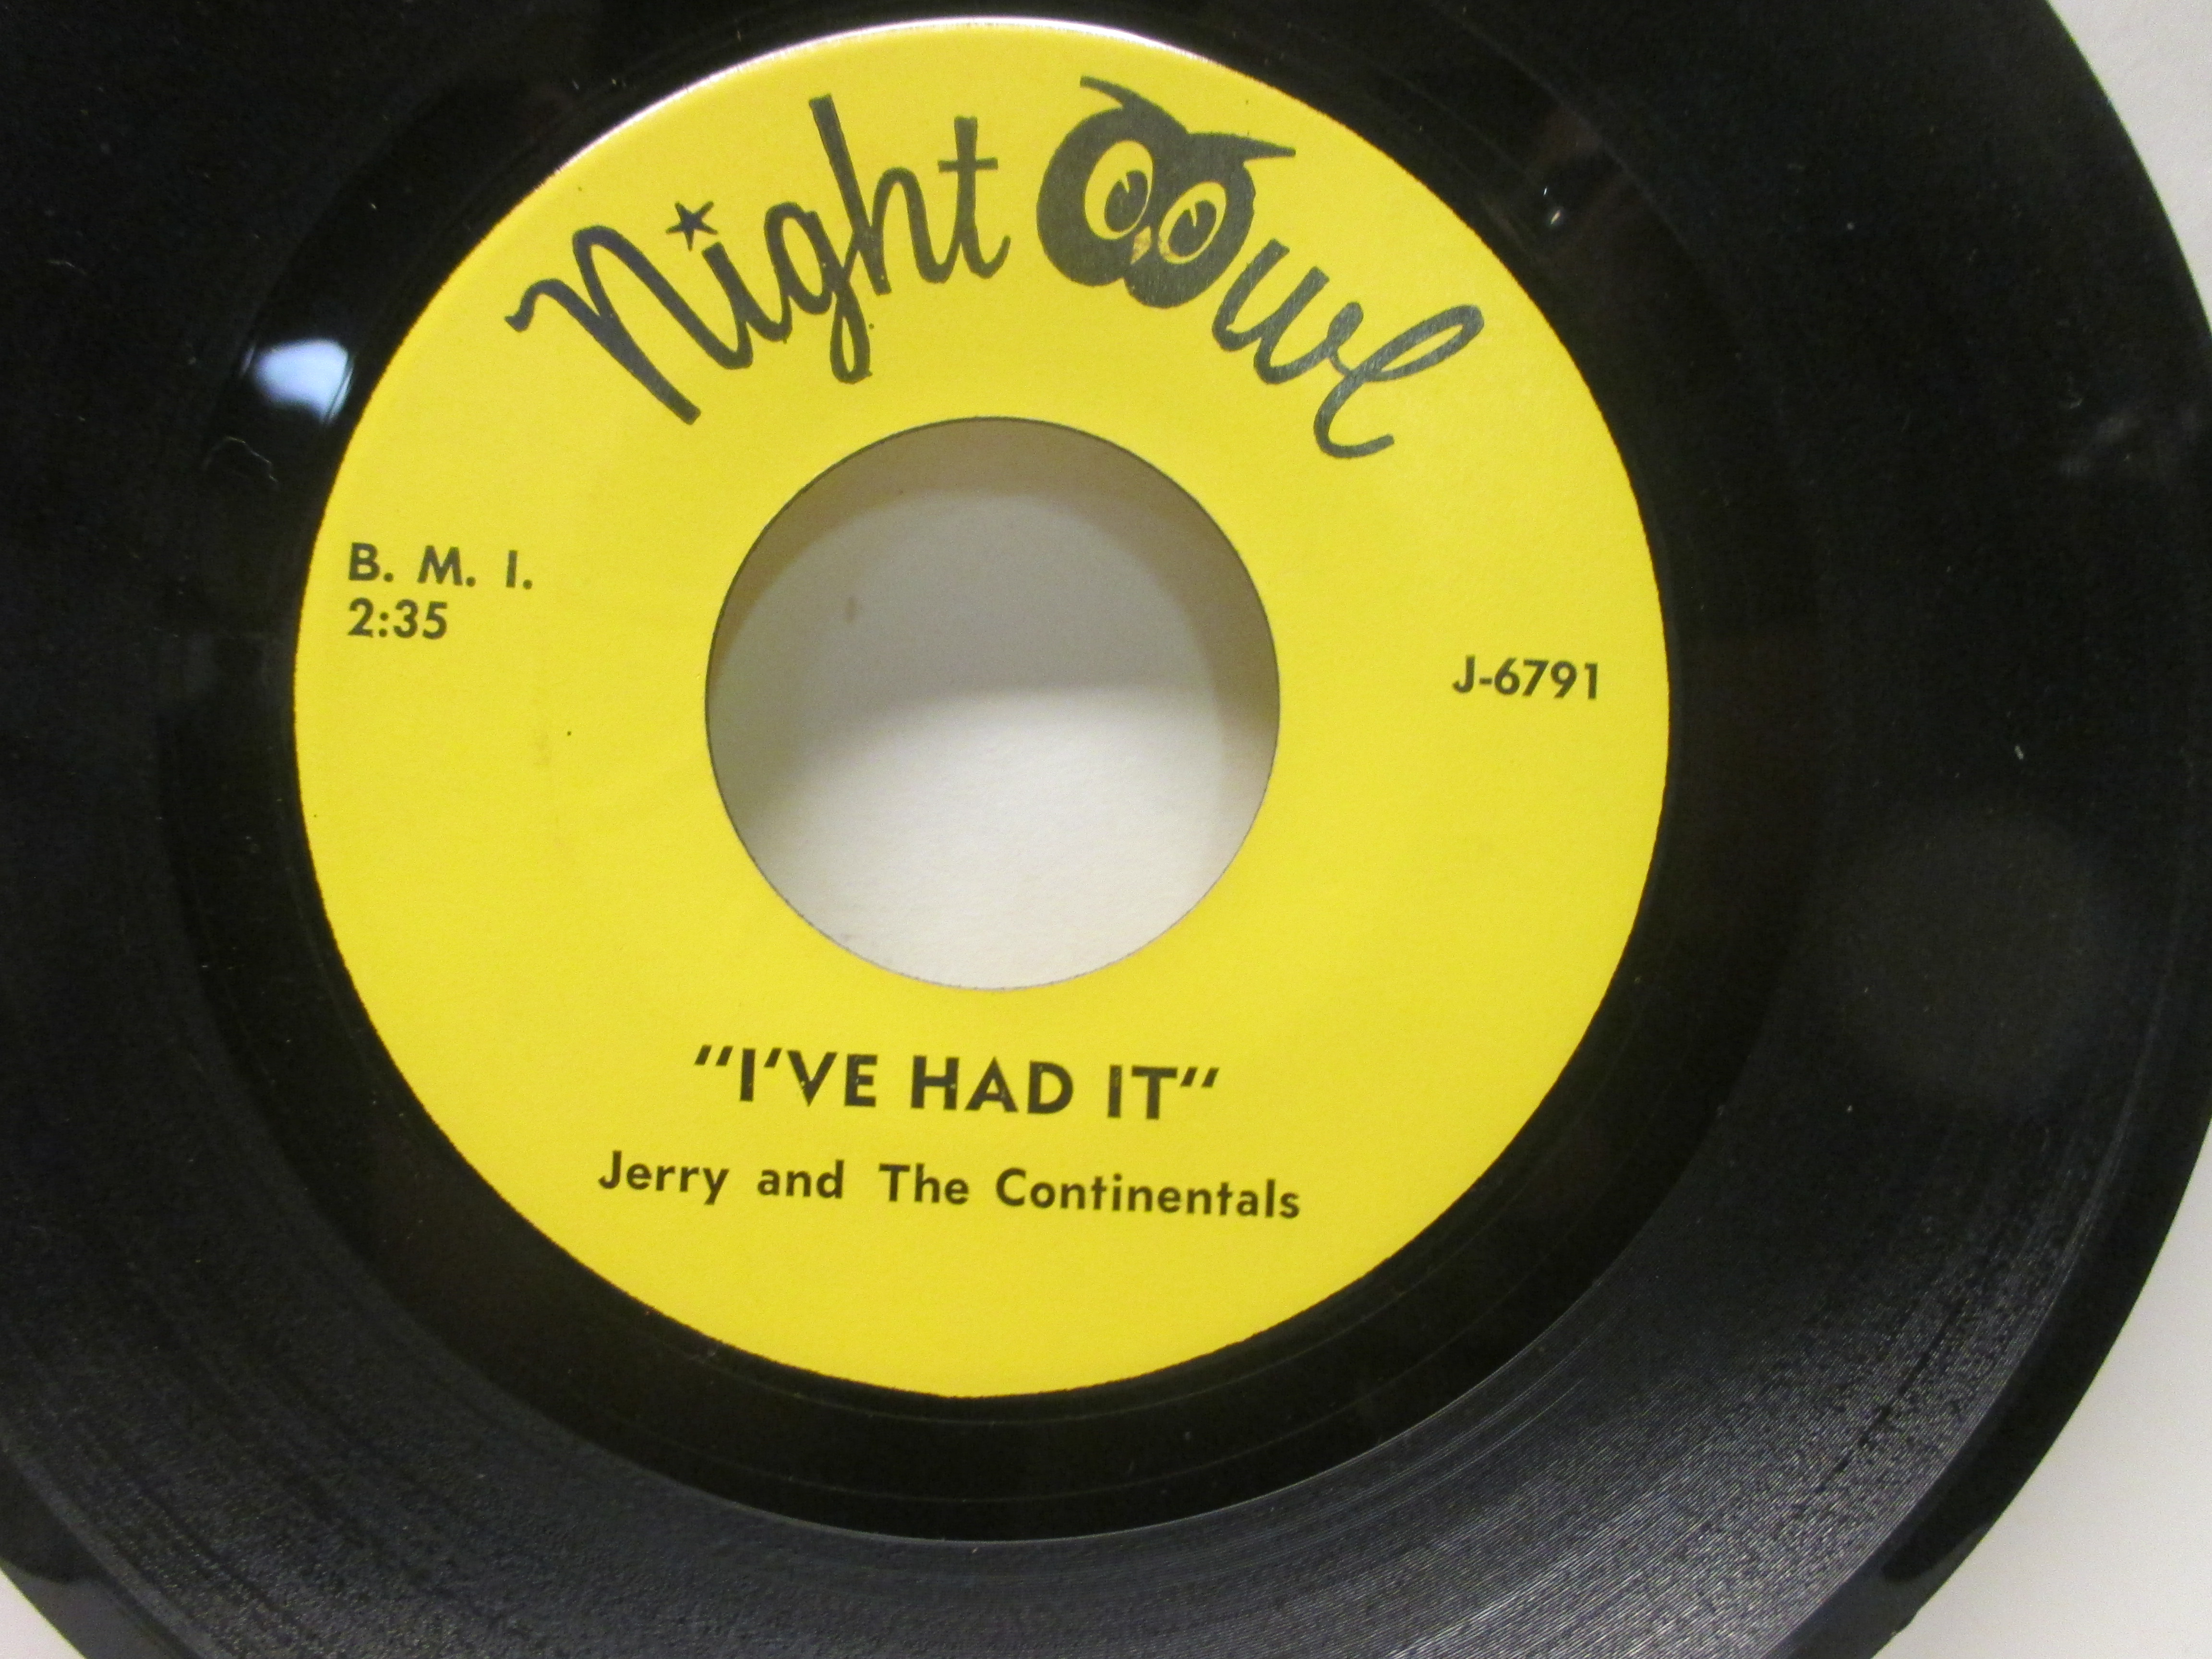 Night Owl
B. M. I.
2:35
J-6791
"I'VE HAD IT"
Jerry and The Continentals